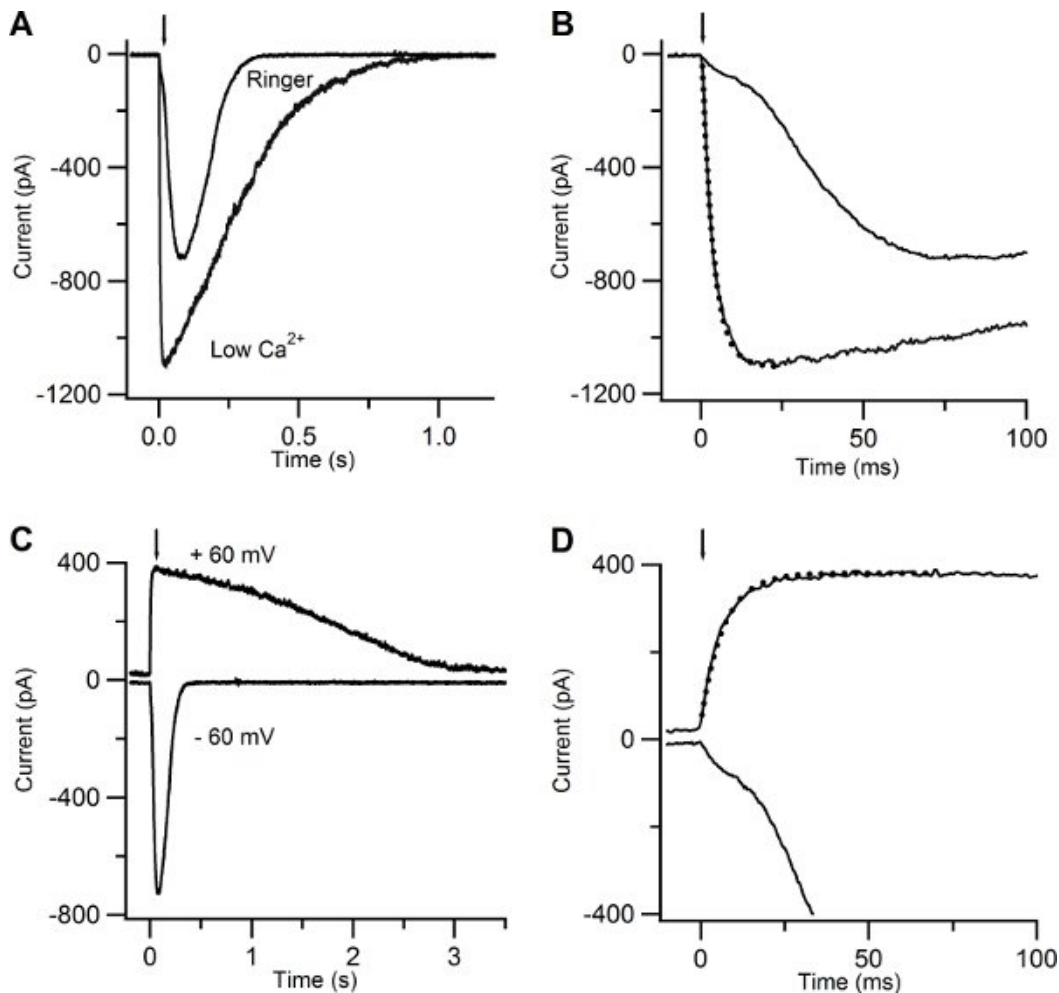 A
Current (pA)
0
-400
-800
-1200
Ringer
Low Ca²⁺
0.0
0.5
1.0
Time (s)
B
Current (pA)
0
-400
-800
-1200
0
50
100
Time (ms)
C
Current (pA)
400
0
-400
-800
+ 60 mV
- 60 mV
0
1
2
3
Time (s)
D
Current (pA)
400
0
-400
0
50
100
Time (ms)